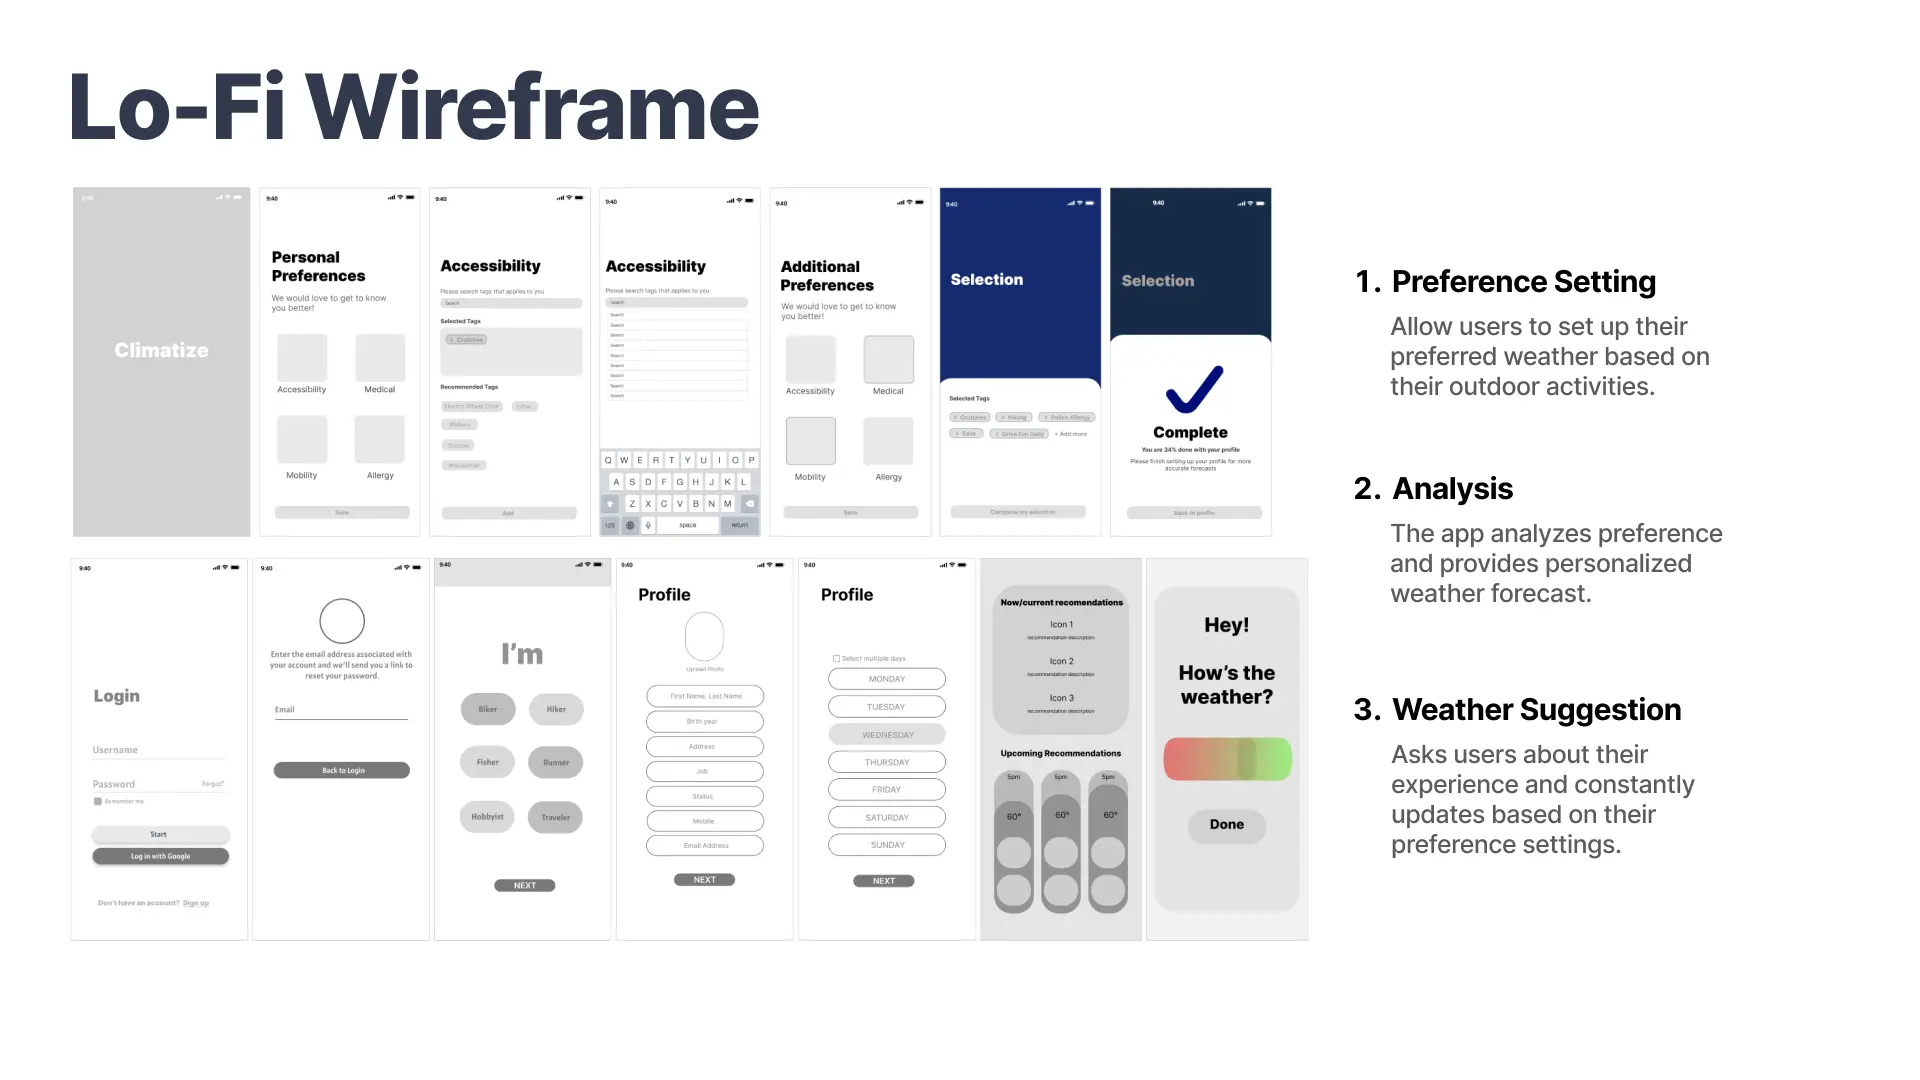 Lo-Fi Wireframe
9:40
Climatize
9:40
Personal
Preferences
We would love to get to know
you better!
Accessibility
Medical
Mobility
Allergy
Save
9:40
Accessibility
Please search tags that applies to you
Search
Selected Tags
x Crutches
Recommended Tags
Electric Wheel Chair
Walkers
Scooter
Wheelchair
Add
9:40
Accessibility
Please search tags that applies to you
Search
Search
Search
Search
Search
Search
Search
Search
Search
Search
Q W E R T Y U I O P
A S D F G H J K L
Z X C V B N M
123
space
return
9:40
Additional
Preferences
We would love to get to know
you better!
Accessibility
Medical
Mobility
Allergy
Save
9:40
Selection
Selected Tags
x Hiking
x Pollen Allergy
x Drive Car Daily
+ Add more
Complete my selection
9:40
Selection
Complete
You are 34% done with your profile
Please finish setting up your profile for more
accurate forecasts
Back to profile
9:40
Login
Username
Password
Forgot?
Remember me
Start
Log in with Google
Don't have an account? Sign up
9:40
Enter the email address associated with
your account and we'll send you a link to
reset your password.
Email
Back to Login
9:40
I'm
Biker
Hiker
Fisher
Runner
Hobbyist
Traveler
NEXT
9:40
Profile
Upload Photo
First Name, Last Name
Birth year
Address
Job
Status
Mobile
Email Address
NEXT
9:40
Profile
Select multiple days
MONDAY
TUESDAY
WEDNESDAY
THURSDAY
FRIDAY
SATURDAY
SUNDAY
NEXT
Now/current recomendations
Icon 1
recommendation description
Icon 2
recommendation description
Icon 3
recommendation description
Upcoming Recommendations
5pm
5pm
5pm
60°
60°
60°
Hey!
How's the
weather?
Done
1. Preference Setting
Allow users to set up their
preferred weather based on
their outdoor activities.
2. Analysis
The app analyzes preference
and provides personalized
weather forecast.
3. Weather Suggestion
Asks users about their
experience and constantly
updates based on their
preference settings.